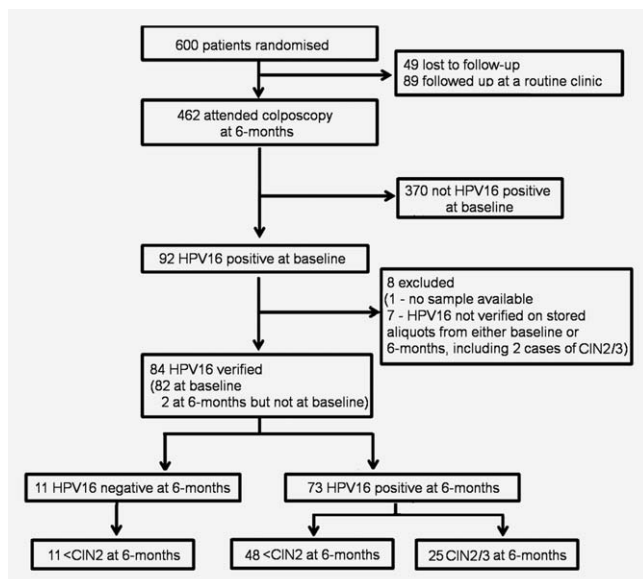 600 patients randomised
49 lost to follow-up
89 followed up at a routine clinic
462 attended colposcopy
at 6-months
370 not HPV16 positive
at baseline
92 HPV16 positive at baseline
8 excluded
(1 - no sample available
7 - HPV16 not verified on stored
aliquots from either baseline or
6-months, including 2 cases of CIN2/3)
84 HPV16 verified
(82 at baseline
2 at 6-months but not at baseline)
11 HPV16 negative at 6-months
73 HPV16 positive at 6-months
11 <CIN2 at 6-months
48 <CIN2 at 6-months
25 CIN2/3 at 6-months